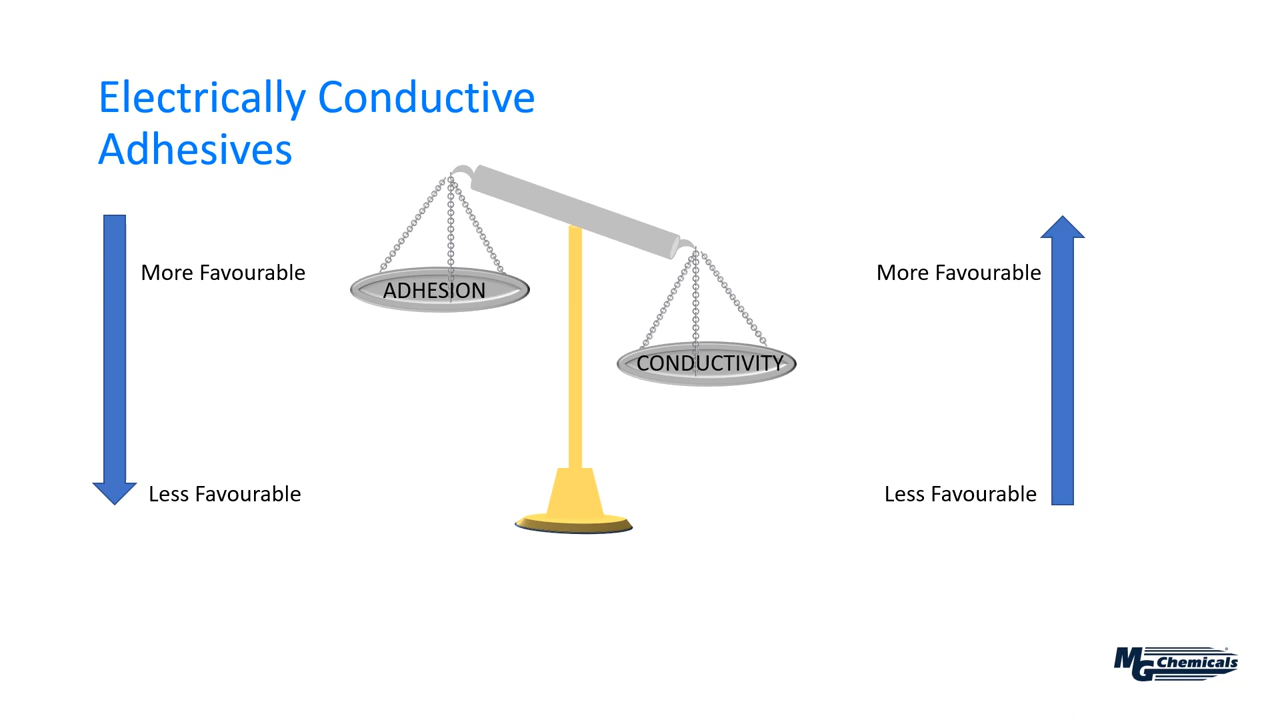 Electrically Conductive
Adhesives
More Favourable
ADHESION
More Favourable
CONDUCTIVITY
Less Favourable
Less Favourable
MG Chemicals